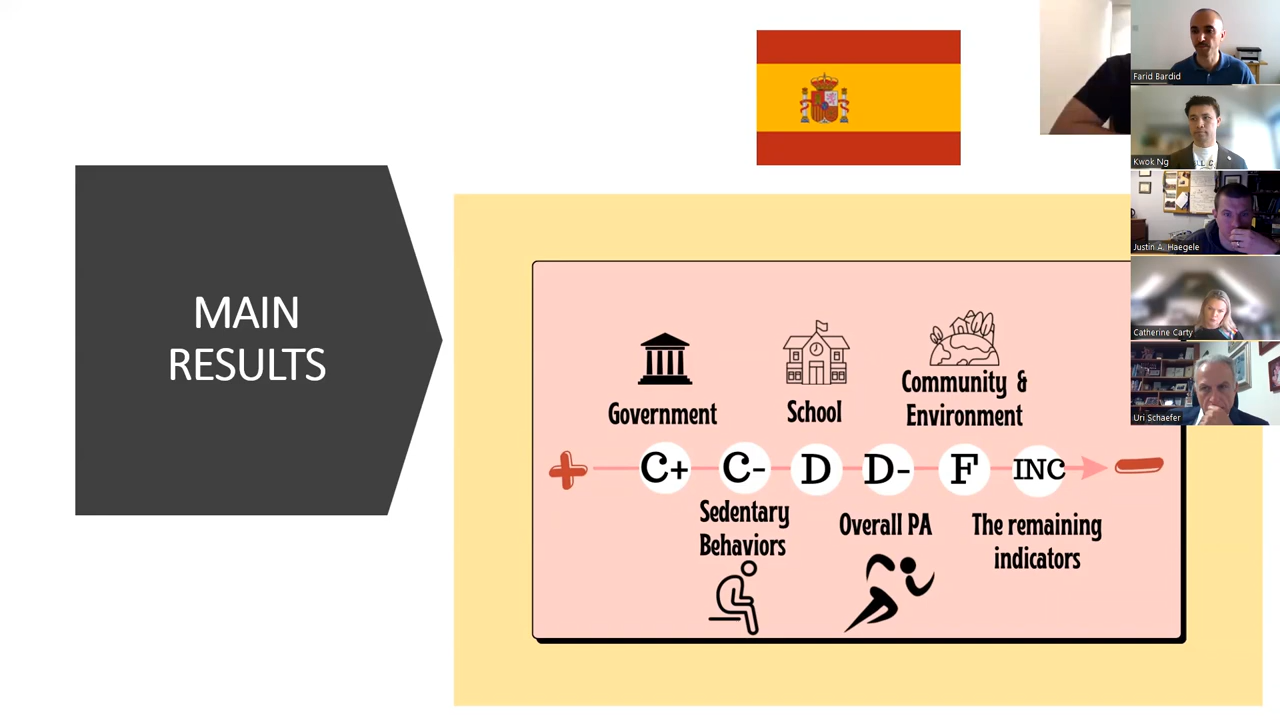 MAIN
RESULTS
Government
School
Community &
Environment
C+
C-
D
D-
F
INC
Sedentary
Behaviors
Overall PA
The remaining
indicators
Farid Bardid
Kwok Ng
Justin A. Haegele
Catherine Carty
Uri Schaefer